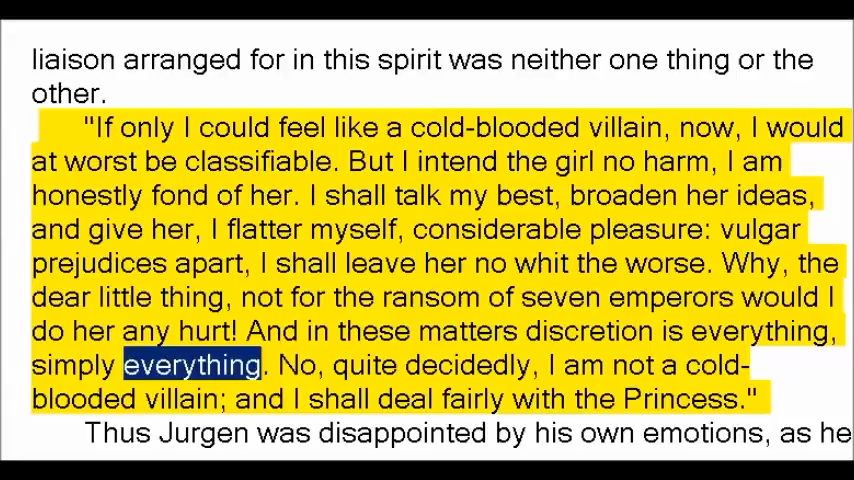 liaison arranged for in this spirit was neither one thing or the
other.
"If only I could feel like a cold-blooded villain, now, I would
at worst be classifiable. But I intend the girl no harm, I am
honestly fond of her. I shall talk my best, broaden her ideas,
and give her, I flatter myself, considerable pleasure: vulgar
prejudices apart, I shall leave her no whit the worse. Why, the
dear little thing, not for the ransom of seven emperors would I
do her any hurt! And in these matters discretion is everything,
simply everything. No, quite decidedly, I am not a cold-
blooded villain; and I shall deal fairly with the Princess."
Thus Jurgen was disappointed by his own emotions, as he